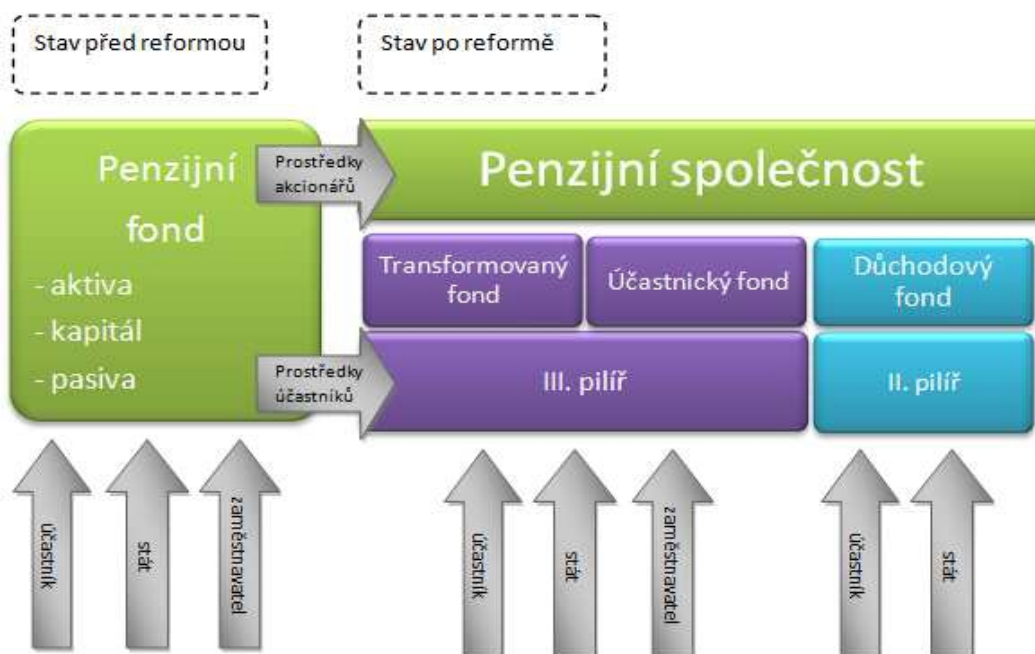 Stav před reformou
Stav po reformě
Penzijní
fond
- aktiva
- kapitál
- pasiva
Prostředky
akcionářů
Prostředky
účastníků
Penzijní společnost
Transformovaný
fond
Účastnický fond
Důchodový
fond
III. pilíř
II. pilíř
účastník
stát
zaměstnavatel
účastník
stát
zaměstnavatel
účastník
stát